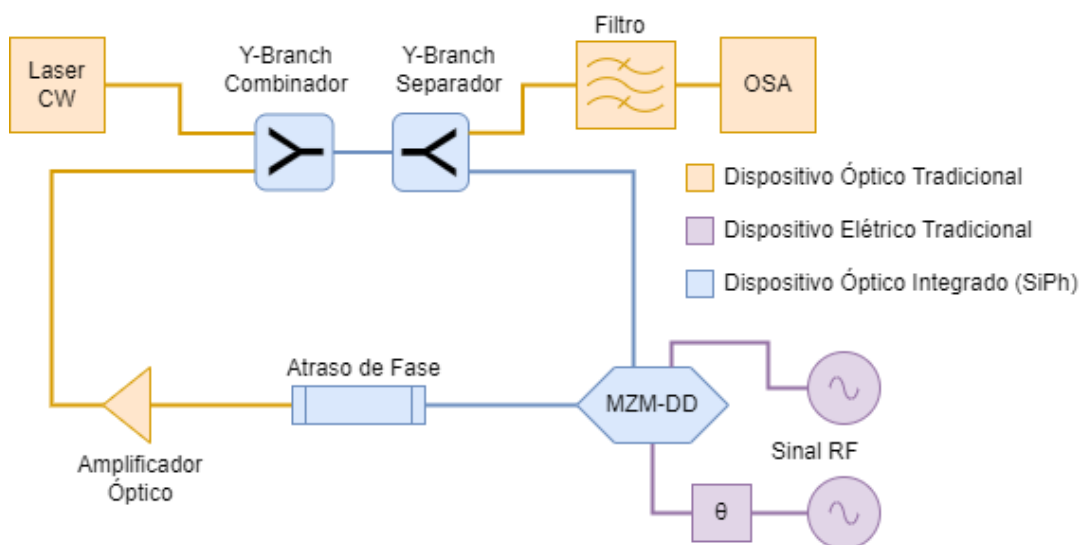 Filtro
Y-Branch
Combinador
Y-Branch
Separador
Laser
CW
OSA
Dispositivo Óptico Tradicional
Dispositivo Elétrico Tradicional
Dispositivo Óptico Integrado (SiPh)
Atraso de Fase
MZM-DD
Sinal RF
Amplificador
Óptico
θ